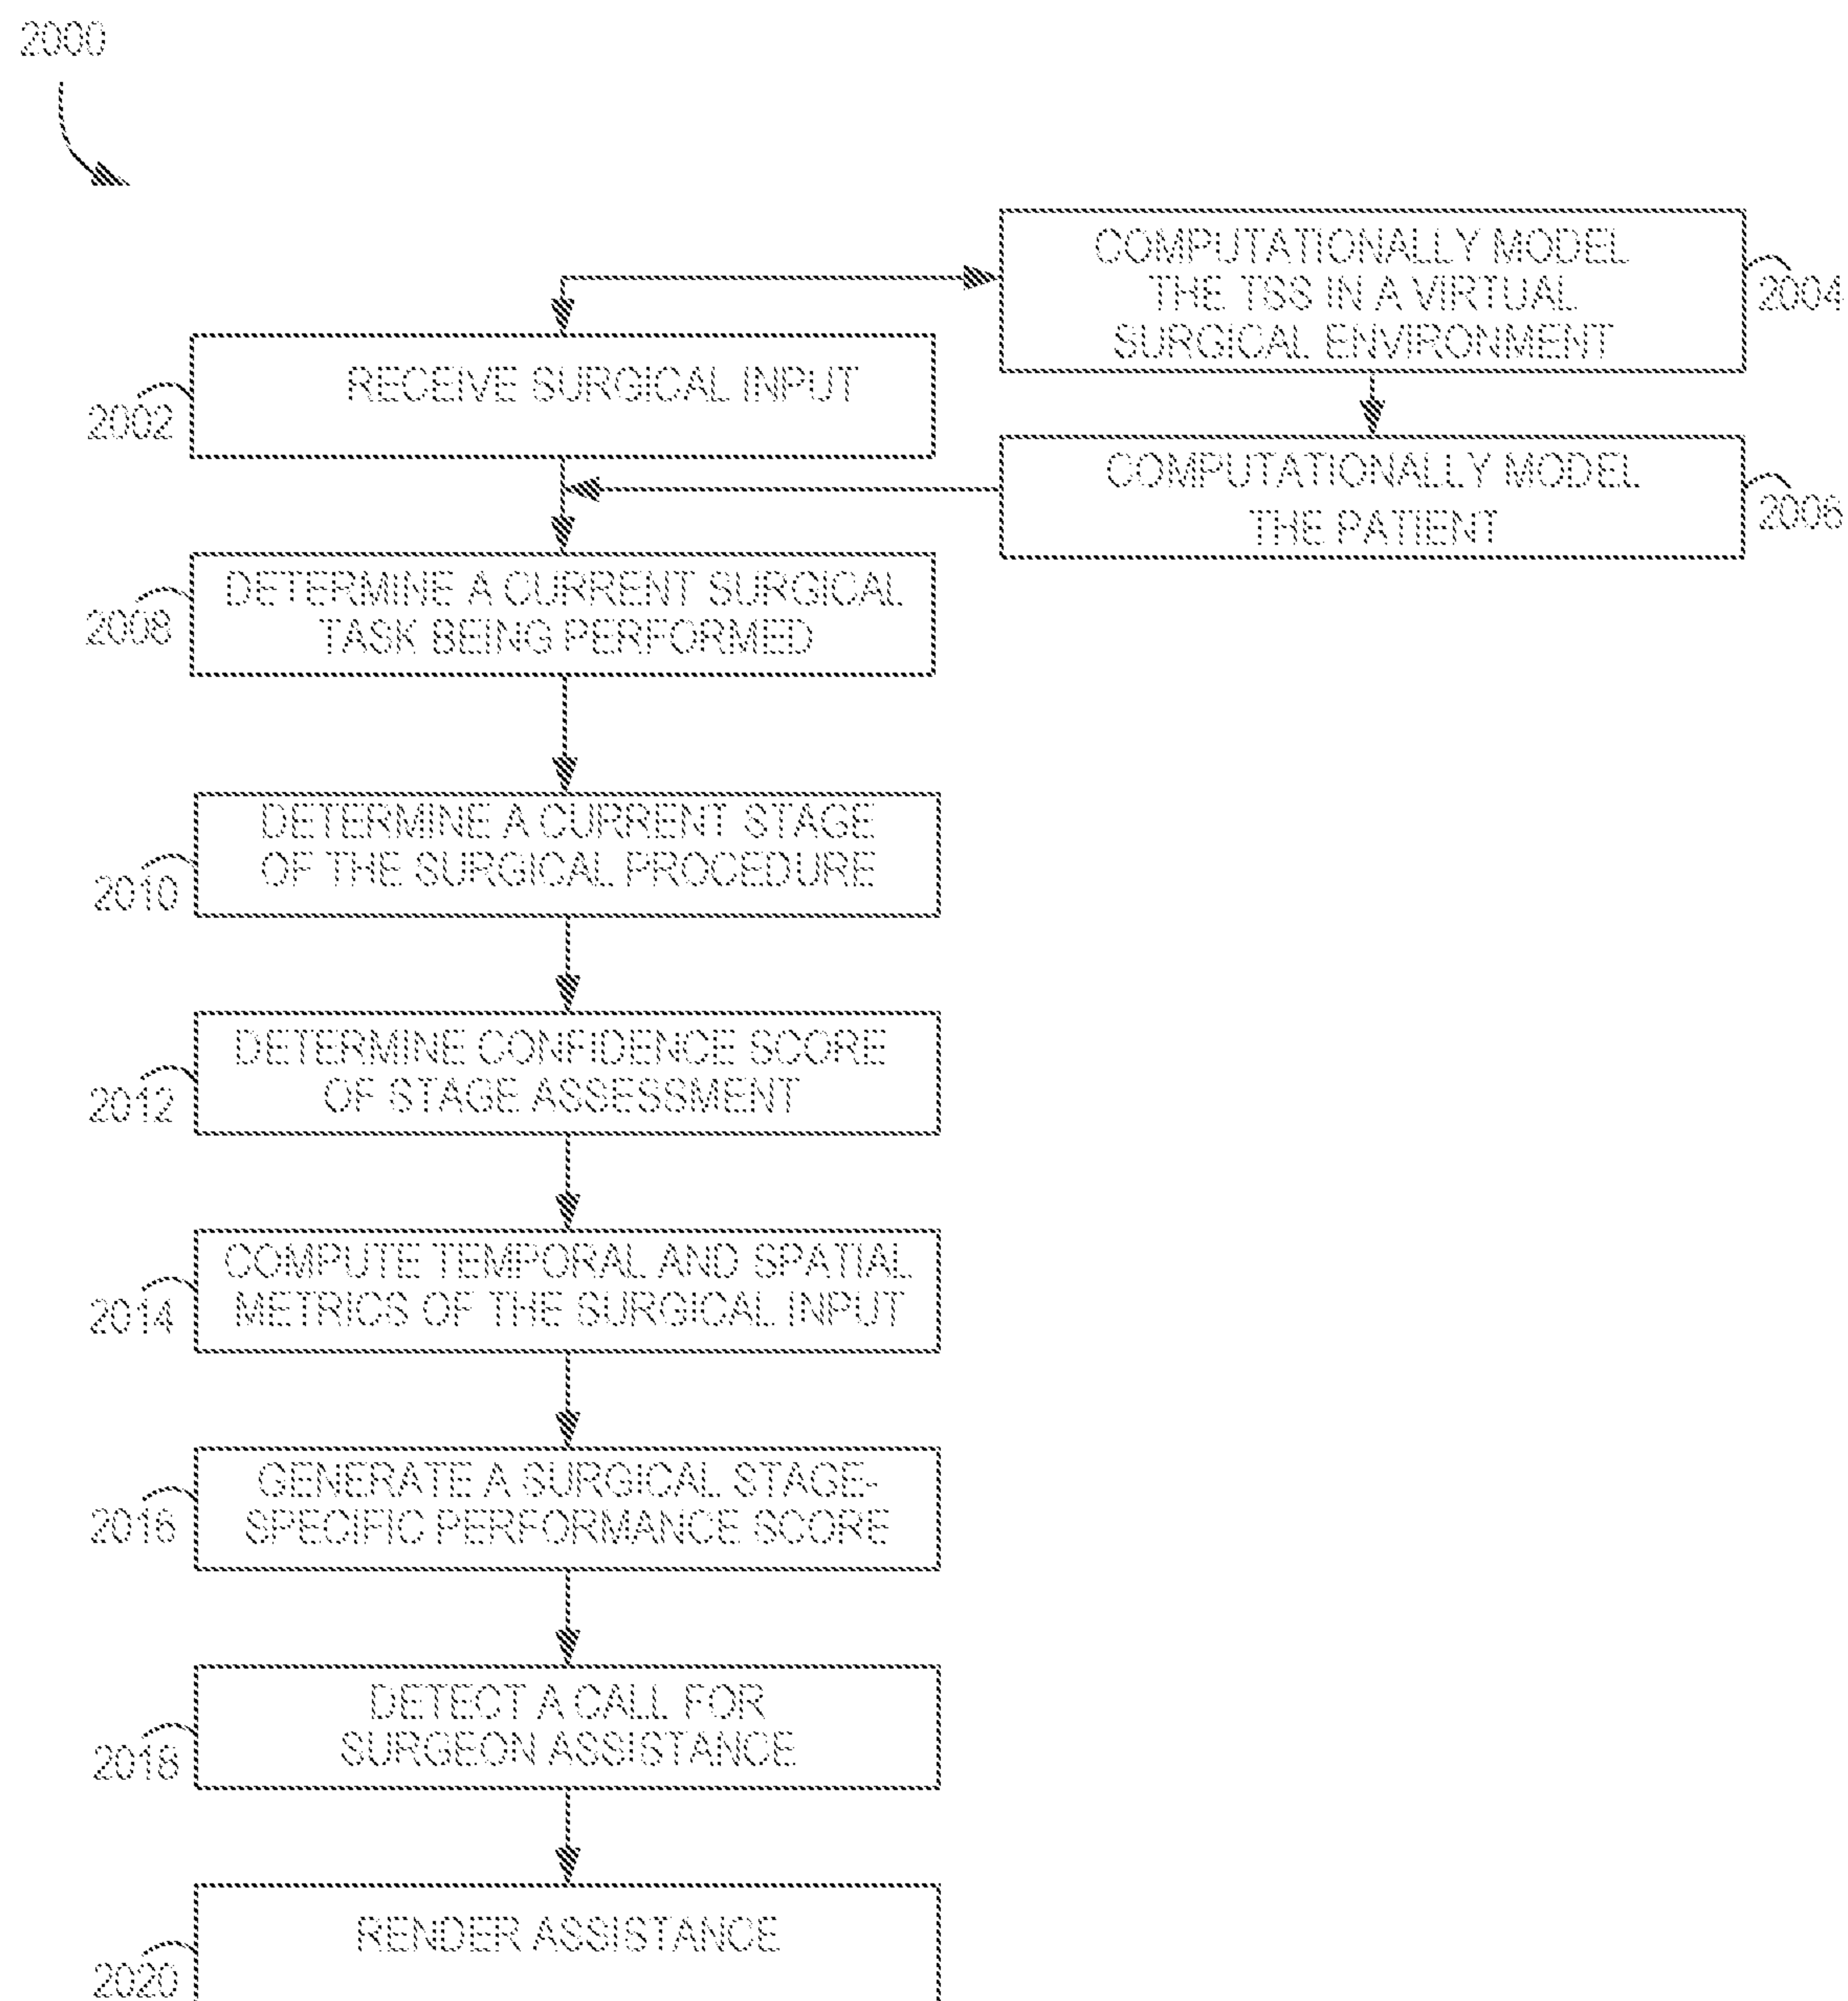 2000
COMPUTATIONALLY MODEL
THE TSS IN A VIRTUAL
SURGICAL ENVIRONMENT
2004
RECEIVE SURGICAL INPUT
2002
COMPUTATIONALLY MODEL
THE PATIENT
2006
DETERMINE A CURRENT SURGICAL
TASK BEING PERFORMED
2008
DETERMINE A CURRENT STAGE
OF THE SURGICAL PROCEDURE
2010
DETERMINE CONFIDENCE SCORE
OF STAGE ASSESSMENT
2012
COMPUTE TEMPORAL AND SPATIAL
METRICS OF THE SURGICAL INPUT
2014
GENERATE A SURGICAL STAGE-
SPECIFIC PERFORMANCE SCORE
2016
DETECT A CALL FOR
SURGEON ASSISTANCE
2018
RENDER ASSISTANCE
2020